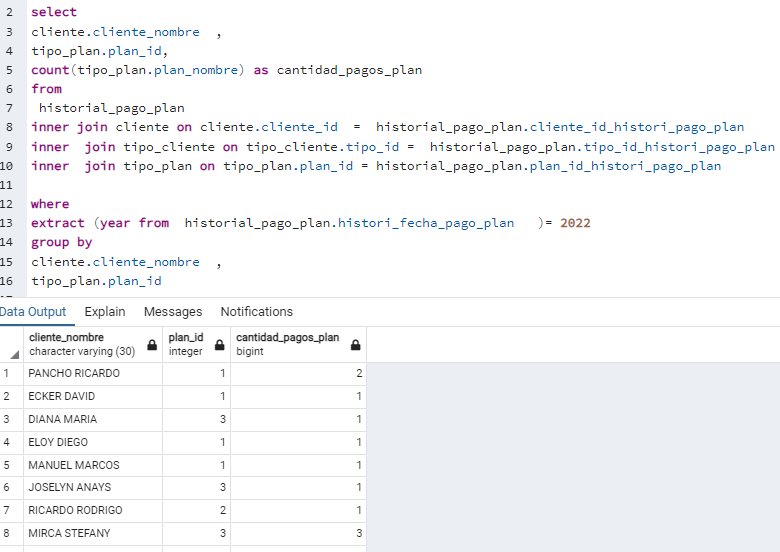 2 select
3 cliente.cliente_nombre ,
4 tipo_plan.plan_id,
5 count(tipo_plan.plan_nombre) as cantidad_pagos_plan
6 from
7 historial_pago_plan
8 inner join cliente on cliente.cliente_id = historial_pago_plan.cliente_id_histori_pago_plan
9 inner join tipo_cliente on tipo_cliente.tipo_id = historial_pago_plan.tipo_id_histori_pago_plan
10 inner join tipo_plan on tipo_plan.plan_id = historial_pago_plan.plan_id_histori_pago_plan
11
12 where
13 extract (year from historial_pago_plan.histori_fecha_pago_plan )= 2022
14 group by
15 cliente.cliente_nombre ,
16 tipo_plan.plan_id
Data Output Explain Messages Notifications
cliente_nombre plan_id cantidad_pagos_plan
character varying (30) integer bigint
1 PANCHO RICARDO 1 2
2 ECKER DAVID 1 1
3 DIANA MARIA 3 1
4 ELOY DIEGO 1 1
5 MANUEL MARCOS 1 1
6 JOSELYN ANAYS 3 1
7 RICARDO RODRIGO 2 1
8 MIRCA STEFANY 3 3